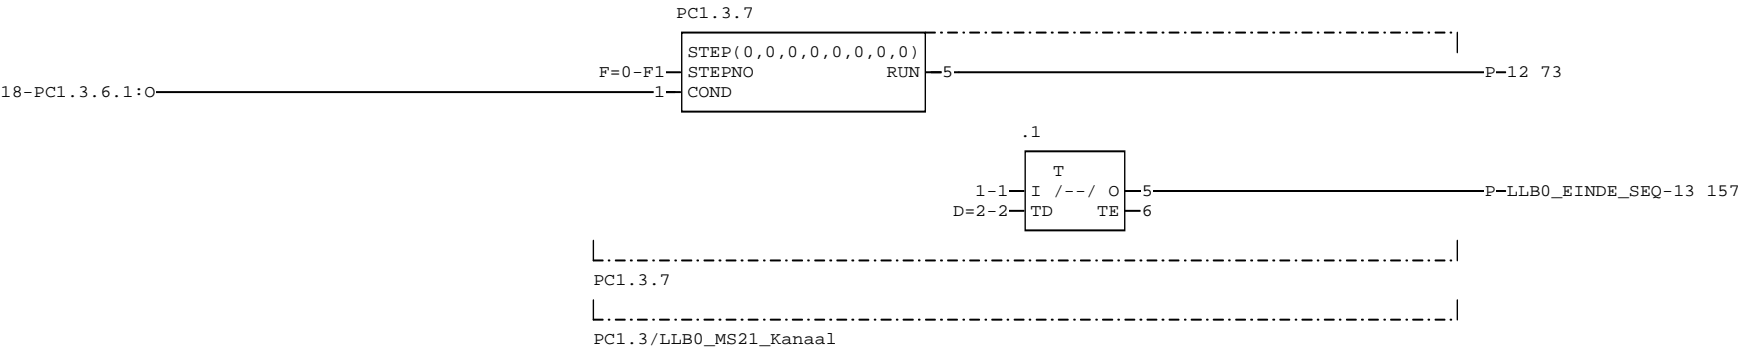 PC1.3.7
STEP(0,0,0,0,0,0,0,0)
F=0-F1 STEPNO RUN 5 P-12 73
18-PC1.3.6.1:O 1 COND
.1
T
1-1 I /--/ O 5 P-LLB0_EINDE_SEQ-13 157
D=2-2 TD TE 6
PC1.3.7
PC1.3/LLB0_MS21_Kanaal